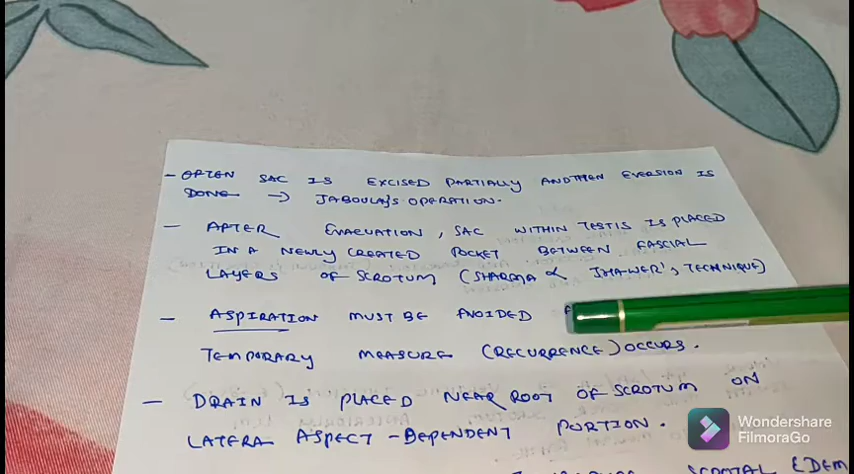 - OFTEN SAC IS EXCISED PARTIALLY AND THEN EVERSION IS
DONE → JABOULA'S OPERATION.
- AFTER EVACUATION, SAC WITHIN TESTIS IS PLACED
IN A NEWLY CREATED POCKET BETWEEN FASCIAL
LAYERS OF SCROTUM (SHARMA & JHAWER'S TECHNIQUE)
- ASPIRATION MUST BE AVOIDED
TEMPORARY MEASURE (RECURRENCE) OCCURS.
- DRAIN IS PLACED NEAR ROOT OF SCROTUM ON
LATERA ASPECT - DEPENDENT PORTION.
Wondershare
FilmoraGo